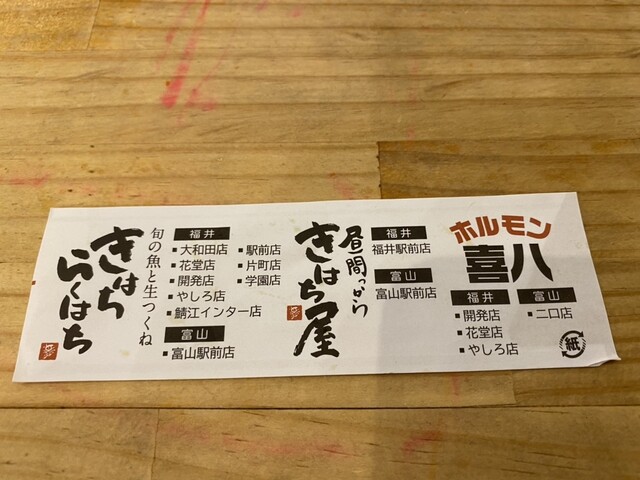 きはち
らくはち
旬の魚と生つくね
福井
▪大和田店
▪花堂店
▪開発店
▪やしろ店
▪鯖江インター店
▪駅前店
▪片町店
▪学園店
富山
▪富山駅前店
昼間っから
きはち屋
福井
福井駅前店
富山
富山駅前店
ホルモン
喜八
福井
▪開発店
▪花堂店
▪やしろ店
富山
▪二口店
紙